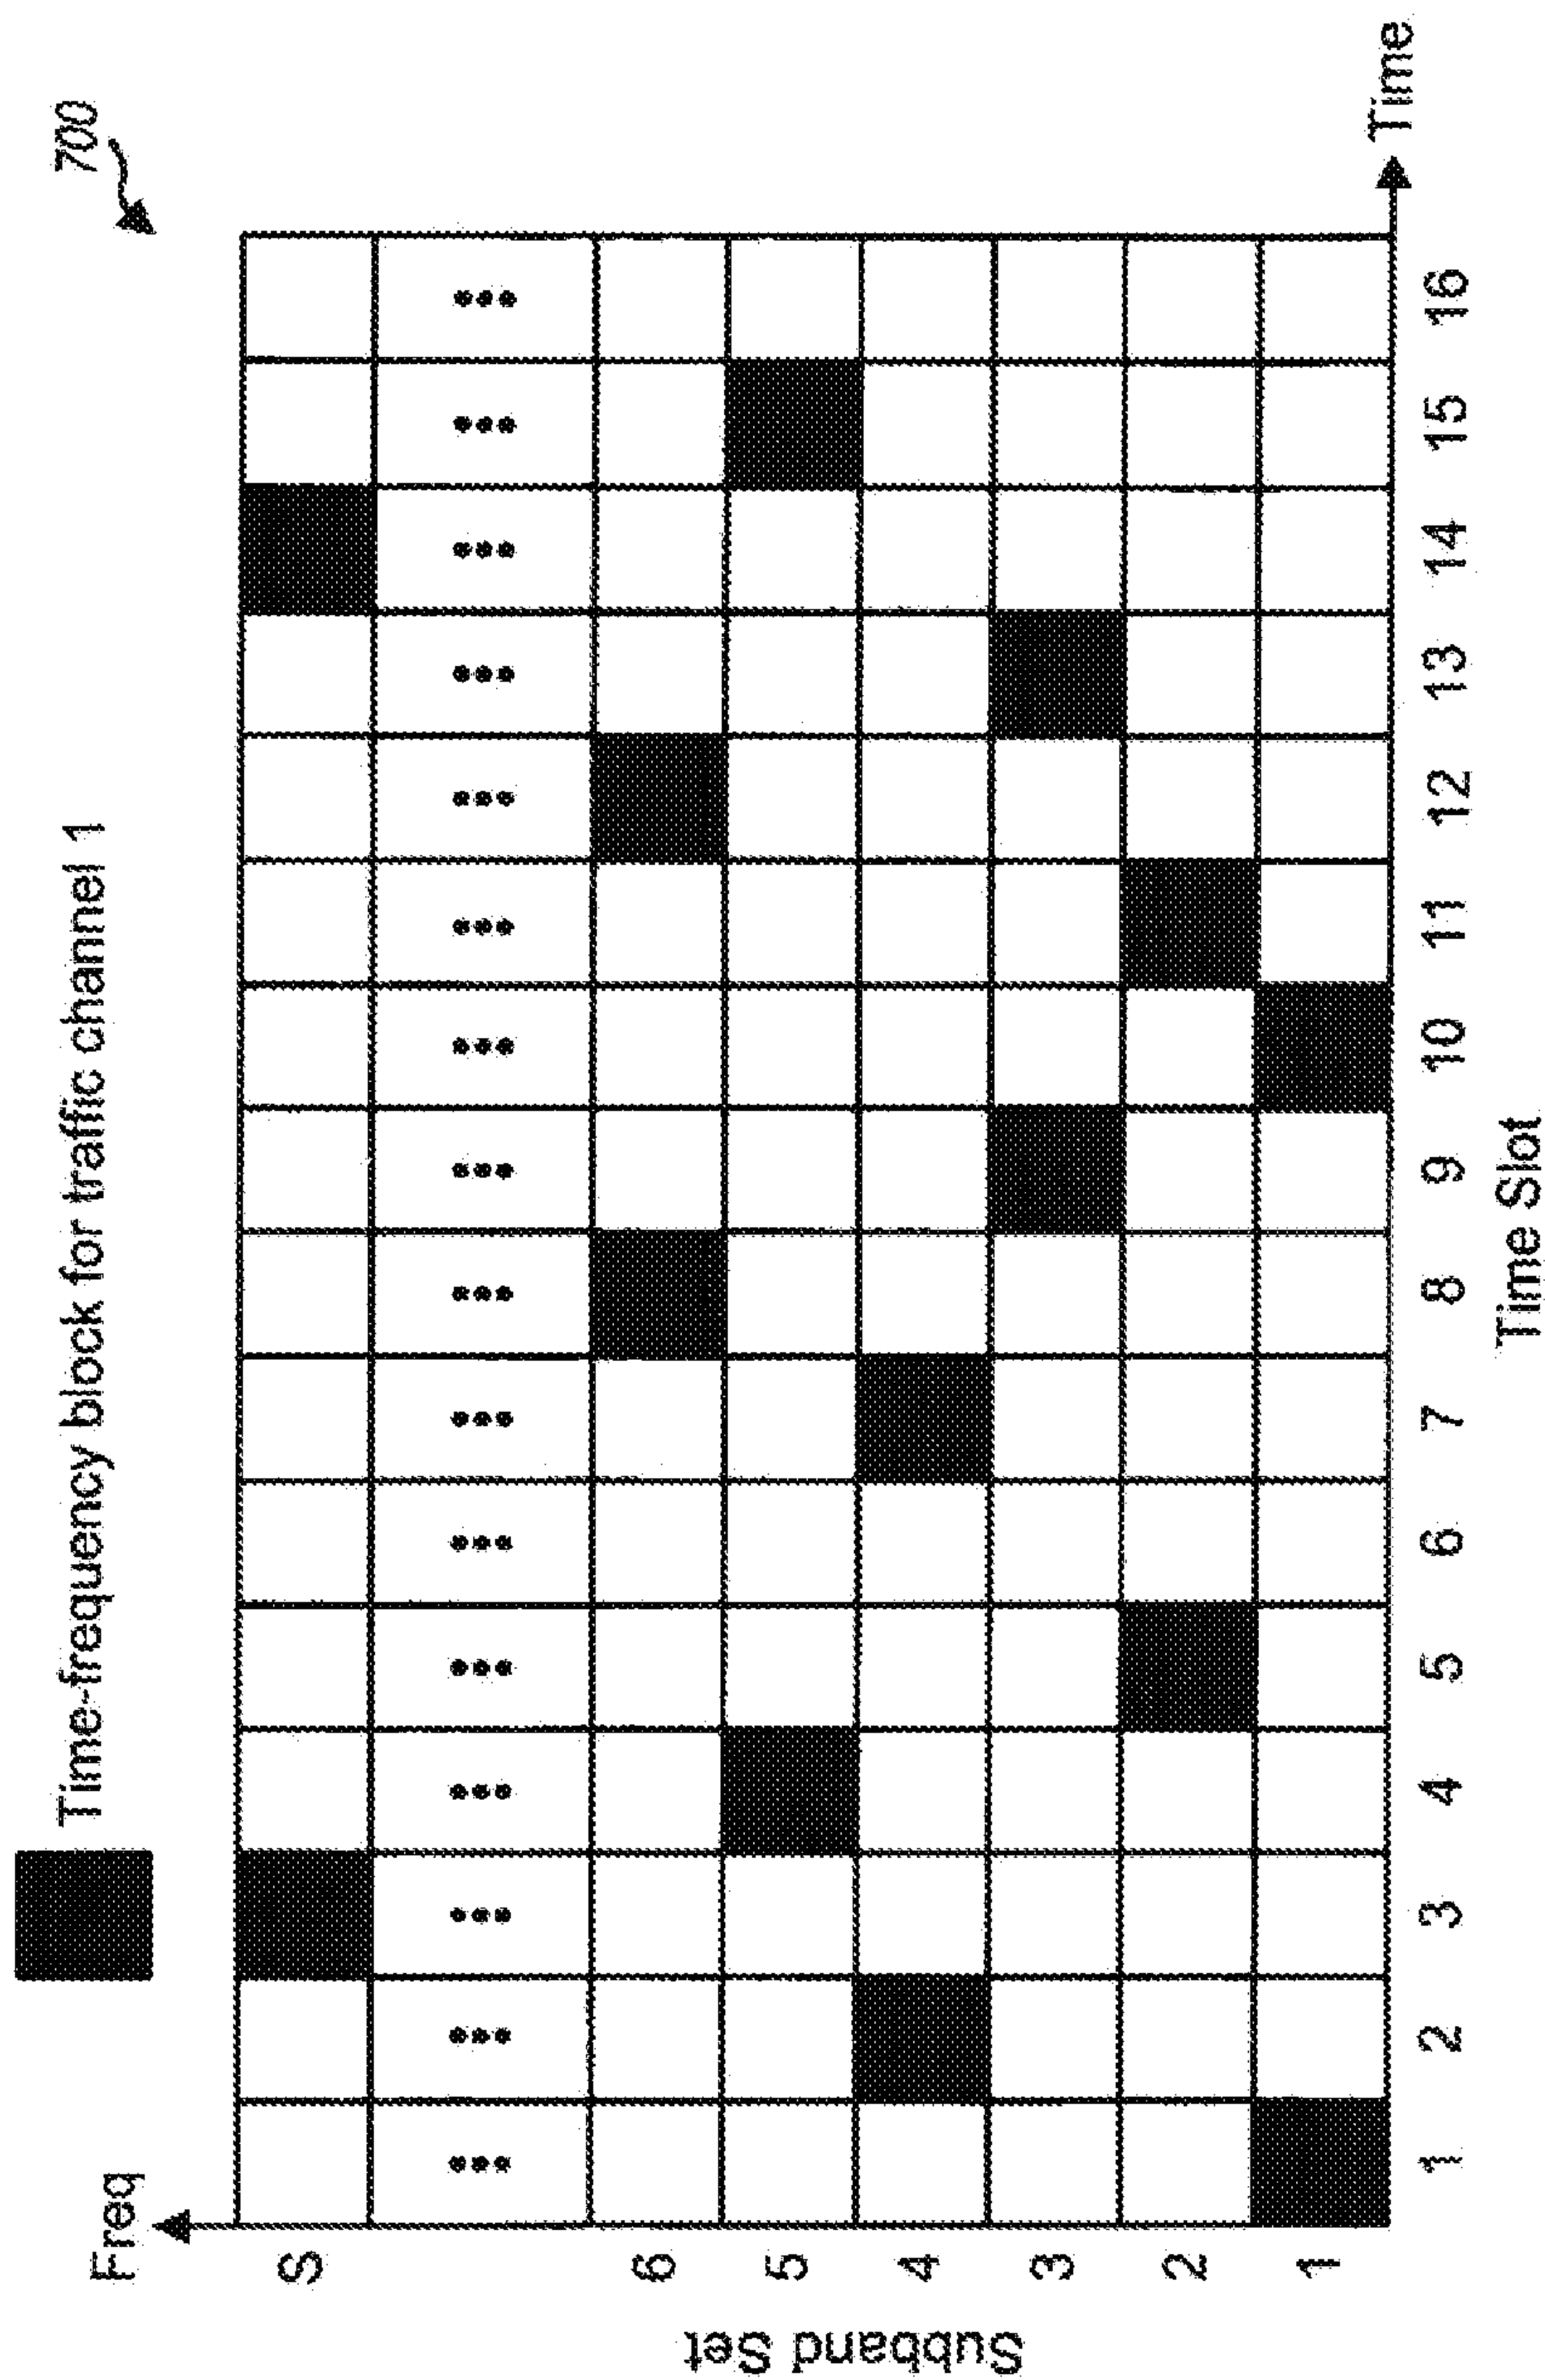 700
Time-frequency block for traffic channel 1
Freq
Subband Set
S
6
5
4
3
2
1
1 2 3 4 5 6 7 8 9 10 11 12 13 14 15 16
Time
Time Slot